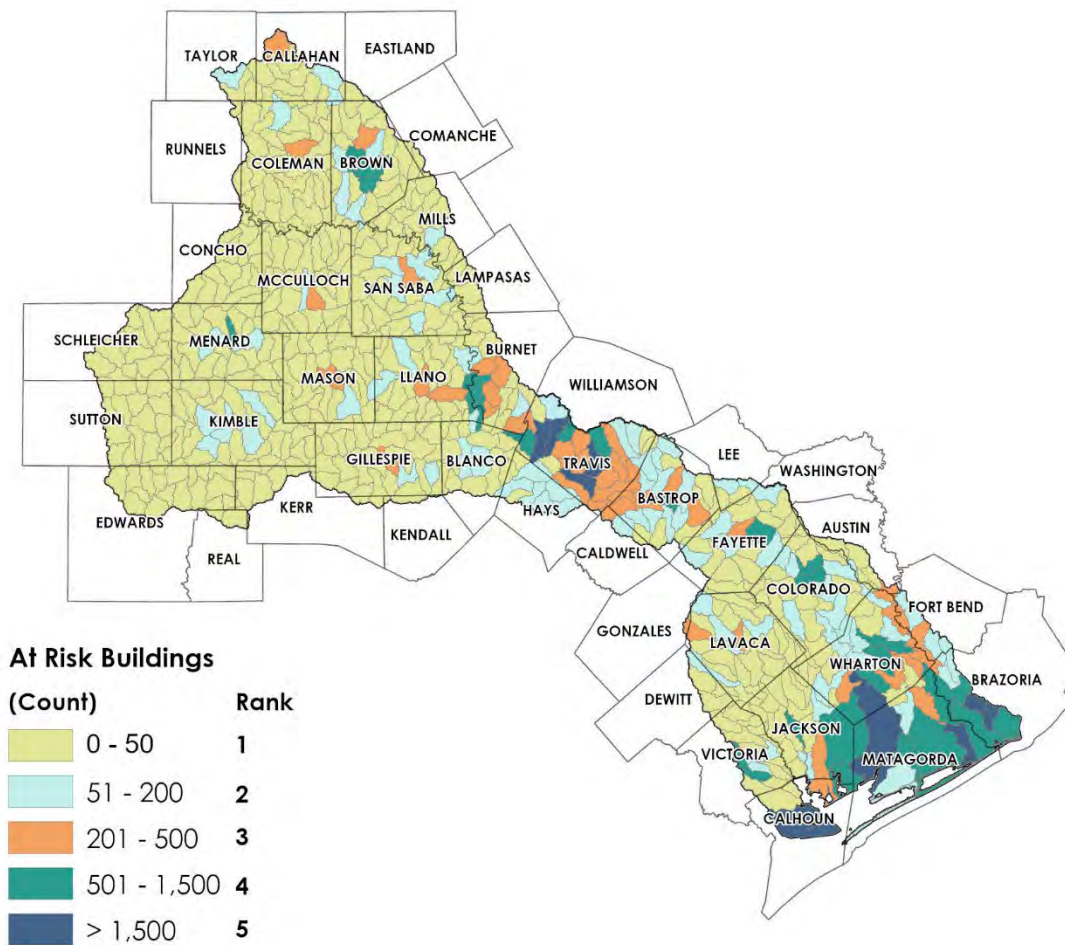 TAYLOR
CALLAHAN
EASTLAND
RUNNELS
COLEMAN
BROWN
COMANCHE
CONCHO
MILLS
MCCULLOCH
SAN SABA
LAMPASAS
SCHLEICHER
MENARD
BURNET
MASON
LLANO
WILLIAMSON
SUTTON
KIMBLE
GILLESPIE
BLANCO
TRAVIS
LEE
WASHINGTON
BASTROP
EDWARDS
KERR
HAYS
AUSTIN
REAL
KENDALL
CALDWELL
FAYETTE
COLORADO
FORT BEND
GONZALES
LAVACA
WHARTON
BRAZORIA
DEWITT
JACKSON
VICTORIA
MATAGORDA
CALHOUN
At Risk Buildings
(Count) Rank
0 - 50 1
51 - 200 2
201 - 500 3
501 - 1,500 4
> 1,500 5